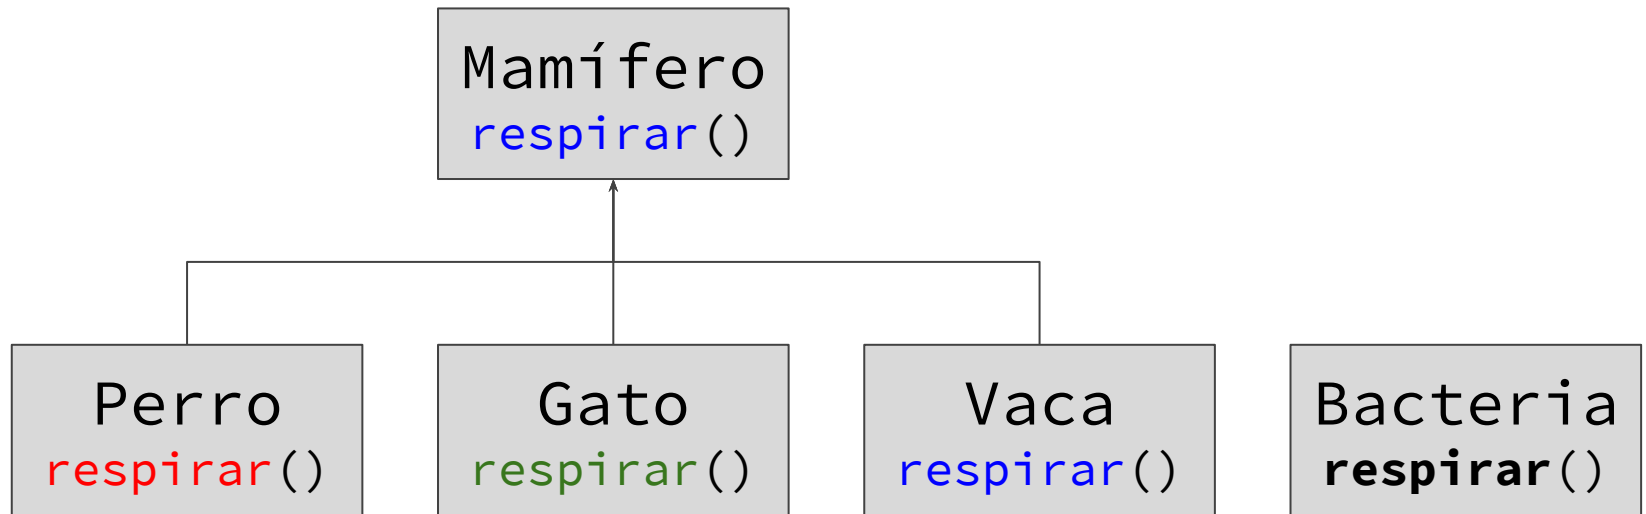 Mamífero
respirar()
Perro
respirar()
Gato
respirar()
Vaca
respirar()
Bacteria
respirar()